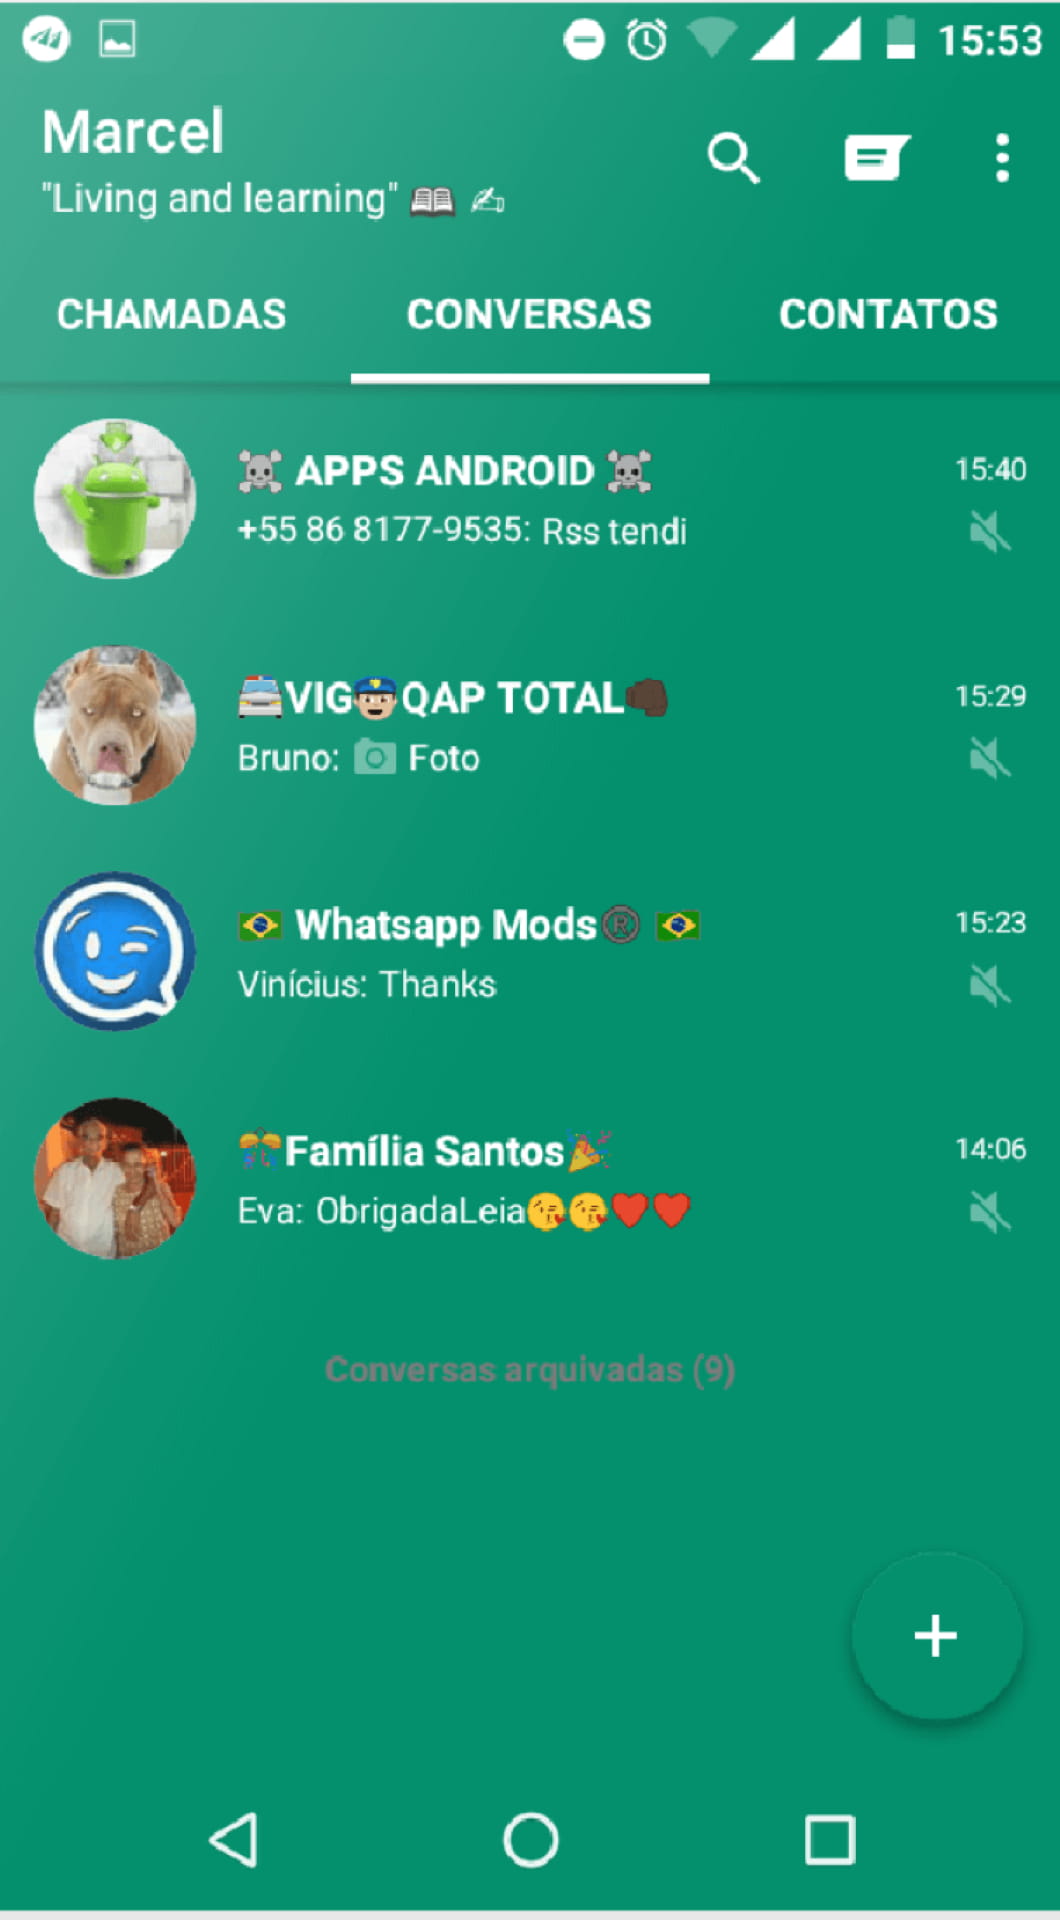 15:53
Marcel
"Living and learning" 📖 ✍
CHAMADAS CONVERSAS CONTATOS
☠ APPS ANDROID ☠ 15:40
+55 86 8177-9535: Rss tendi
🚔VIG👮🏼QAP TOTAL👊🏿 15:29
Bruno: 📷 Foto
🇧🇷 Whatsapp Mods® 🇧🇷 15:23
Vinícius: Thanks
🎊Família Santos🎉 14:06
Eva: ObrigadaLeia😘😘❤❤
Conversas arquivadas (9)
+